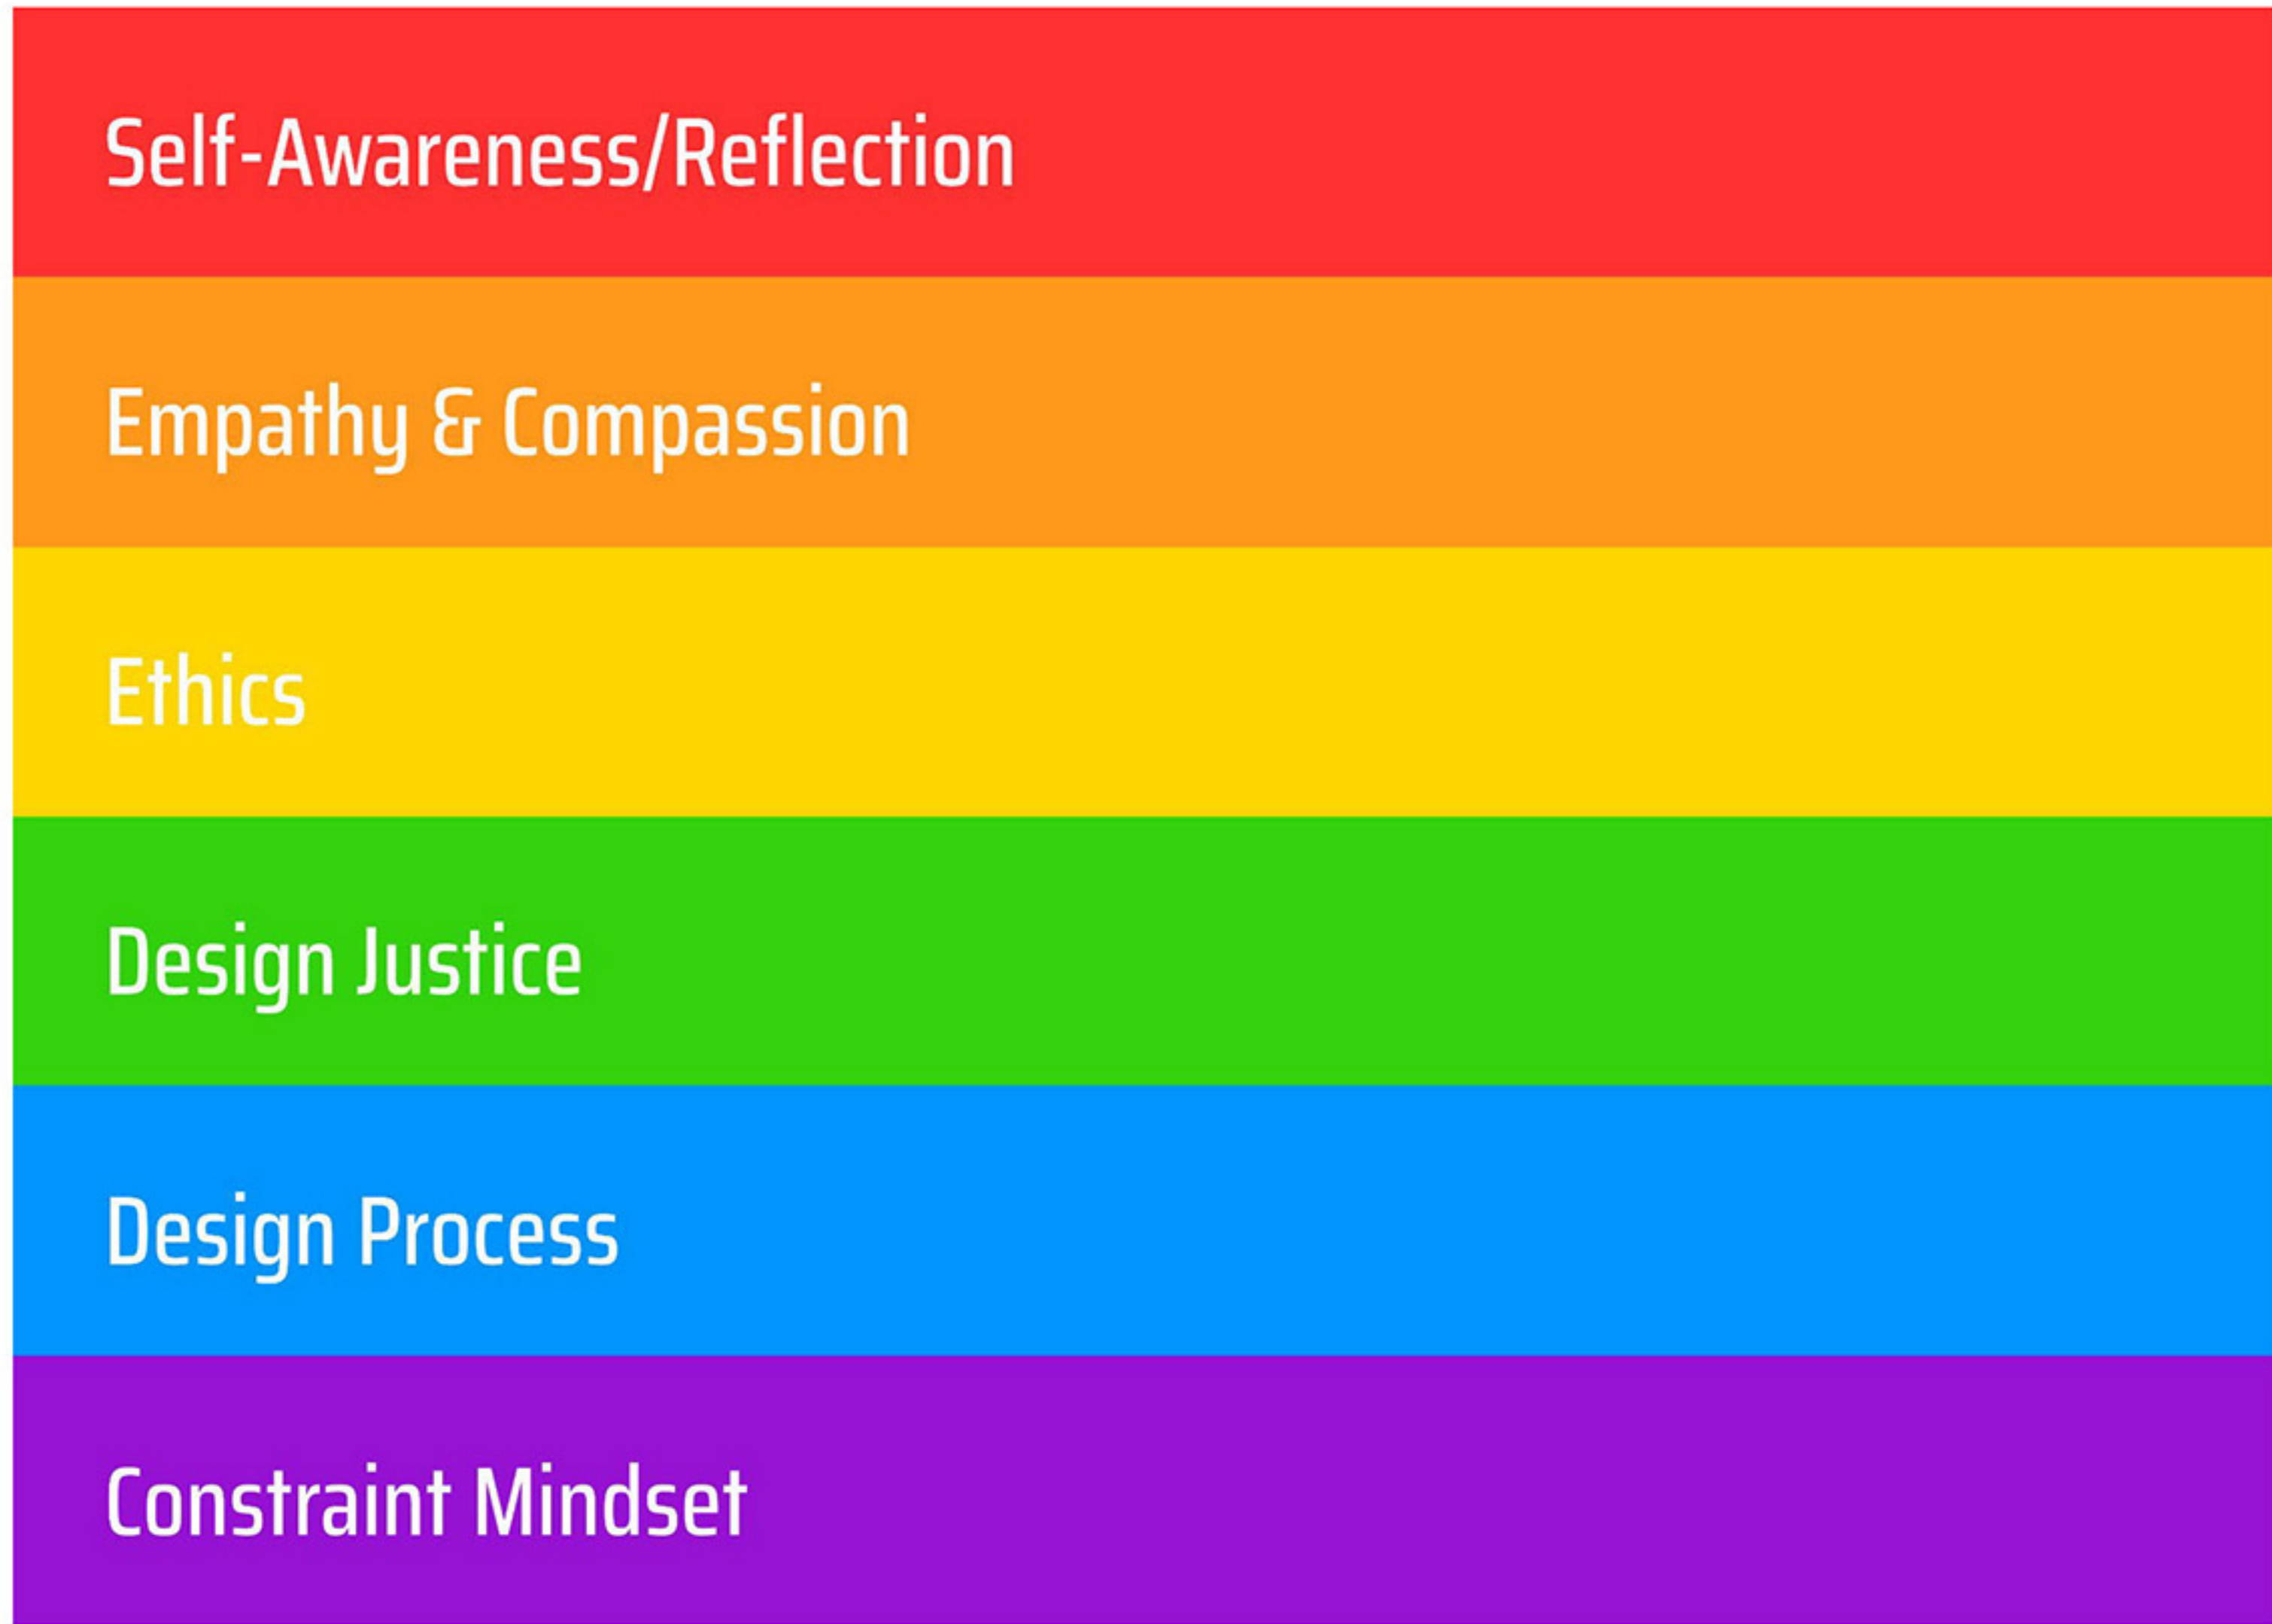 Self-Awareness/Reflection
Empathy & Compassion
Ethics
Design Justice
Design Process
Constraint Mindset